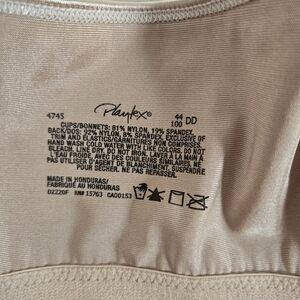 Playtex®
4745
44
100 DD
CUPS/BONNETS: 81% NYLON, 19% SPANDEX.
BACK/DOS: 92% NYLON, 8% SPANDEX. EXCLUSIVE OF
TRIM AND ELASTICS/GARNITURES NON COMPRISES.
HAND WASH COLD WATER WITH LIKE COLORS. DO NOT
BLEACH. LINE DRY. DO NOT IRON. LAVER À LA MAIN À
L'EAU FROIDE, AVEC DES COULEURS SIMILAIRES. NE
PAS UTILISER D'AGENT DE BLANCHIMENT. SUSPENDRE
POUR SÉCHER. NE PAS REPASSER.
MADE IN HONDURAS/
FABRIQUÉ AU HONDURAS
02220F RN# 15763 CA00153